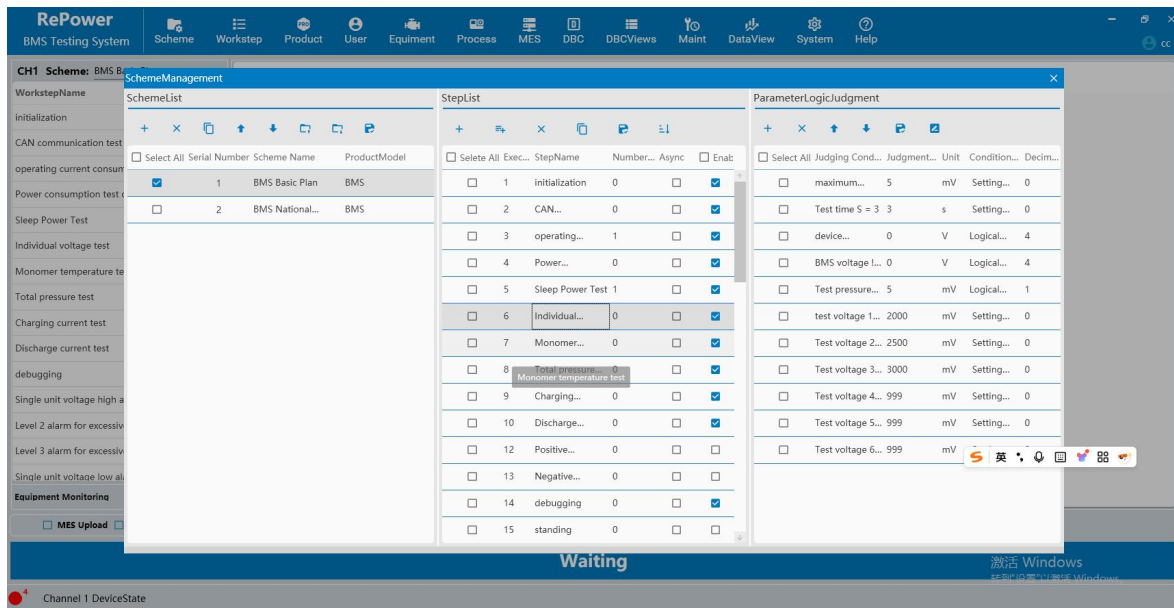 RePower
BMS Testing System
Scheme Workstep Product User Equiment Process MES DBC DBCViews Maint DataView System Help
PRO
cc
CH1 Scheme: BMS B
WorkstepName
initialization
CAN communication test
operating current consum
Power consumption test
Sleep Power Test
Individual voltage test
Monomer temperature te
Total pressure test
Charging current test
Discharge current test
debugging
Single unit voltage high a
Level 2 alarm for excessiv
Level 3 alarm for excessiv
Single unit voltage low al
Equipment Monitoring
MES Upload
SchemeManagement
SchemeList
Select All Serial Number Scheme Name ProductModel
1 BMS Basic Plan BMS
2 BMS National... BMS
StepList
Selete All Exec... StepName Number... Async Enab
1 initialization 0
2 CAN... 0
3 operating... 1
4 Power... 0
5 Sleep Power Test 1
6 Individual... 0
7 Monomer... 0
8 Total pressure... 0
Monomer temperature test
9 Charging... 0
10 Discharge... 0
12 Positive... 0
13 Negative... 0
14 debugging 0
15 standing 0
ParameterLogicJudgment
Select All Judging Cond... Judgment... Unit Condition... Decim...
maximum... 5 mV Setting... 0
Test time S = 3 3 s Setting... 0
device... 0 V Logical... 4
BMS voltage !... 0 V Logical... 4
Test pressure... 5 mV Logical... 1
test voltage 1... 2000 mV Setting... 0
Test voltage 2... 2500 mV Setting... 0
Test voltage 3... 3000 mV Setting... 0
Test voltage 4... 999 mV Setting... 0
Test voltage 5... 999 mV Setting... 0
Test voltage 6... 999 mV
英
Waiting
激活 Windows
转到"设置"以激活 Windows。
4 Channel 1 DeviceState